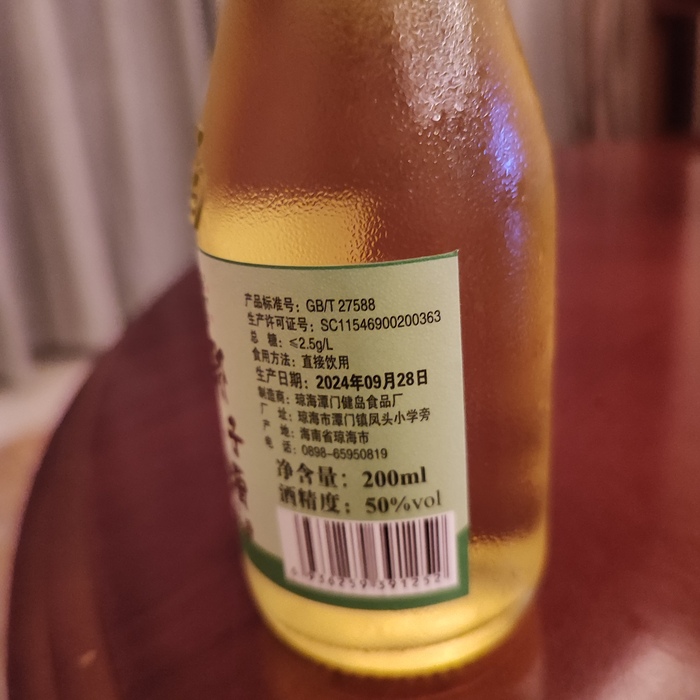 产品标准号：GB/T 27588
生产许可证号：SC11546900200363
总 糖：≤2.5g/L
食用方法：直接饮用
生产日期：2024年09月28日
制造商：琼海潭门健岛食品厂
厂 址：琼海市潭门镇凤头小学旁
产 地：海南省琼海市
电 话：0898-65950819
净含量：200ml
酒精度：50%vol